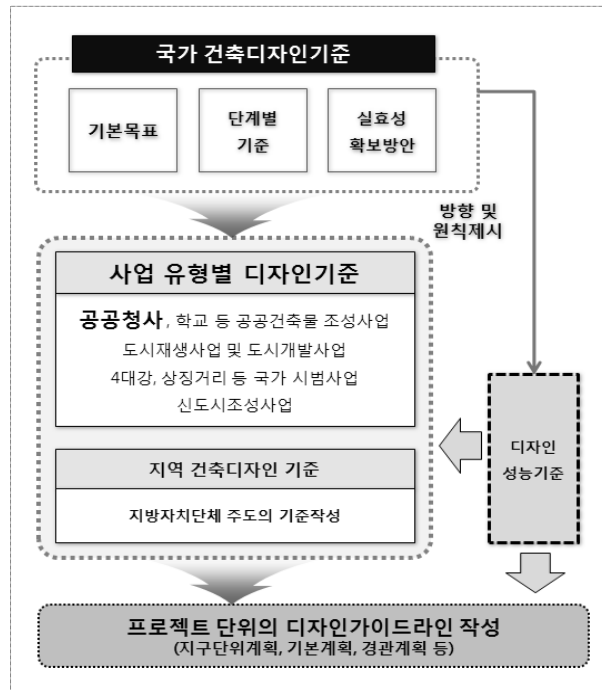 국가 건축디자인기준
기본목표
단계별
기준
실효성
확보방안
방향 및
원칙제시
사업 유형별 디자인기준
공공청사, 학교 등 공공건축물 조성사업
도시재생사업 및 도시개발사업
4대강, 상징거리 등 국가 시범사업
신도시조성사업
디자인
성능기준
지역 건축디자인 기준
지방자치단체 주도의 기준작성
프로젝트 단위의 디자인가이드라인 작성
(지구단위계획, 기본계획, 경관계획 등)